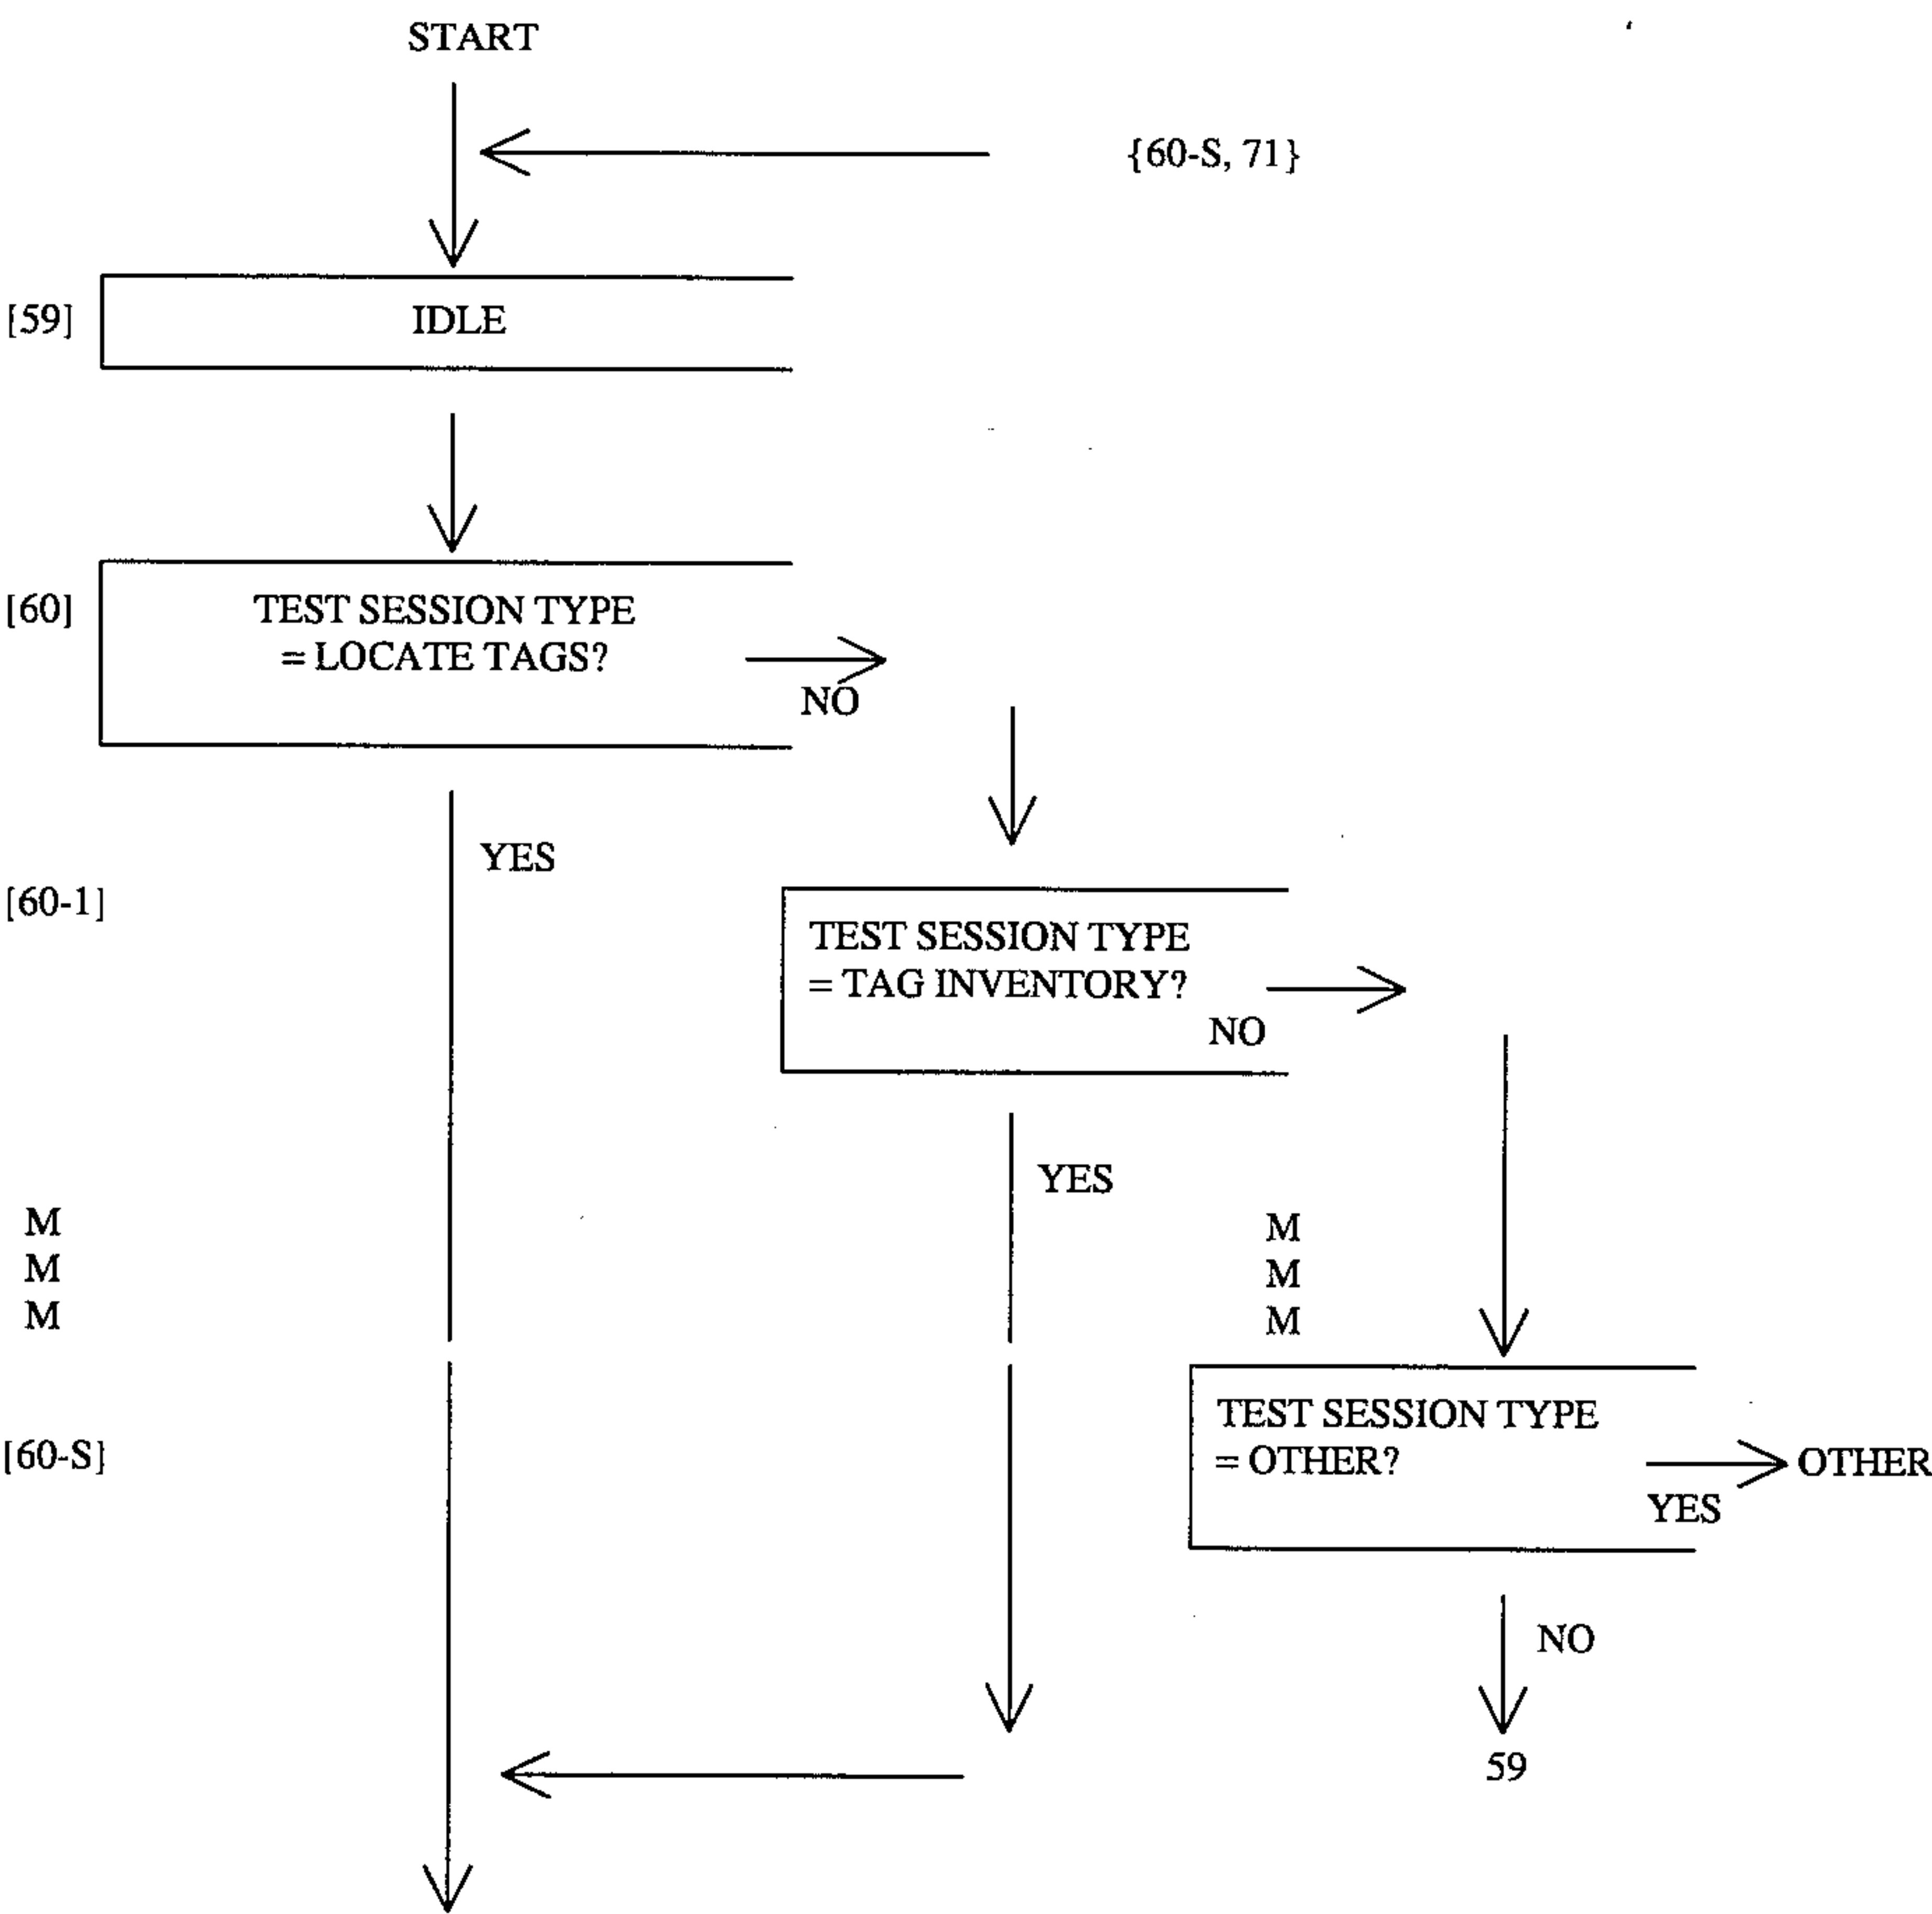 START
{60-S, 71}
[59]
IDLE
[60]
TEST SESSION TYPE
= LOCATE TAGS?
NO
YES
[60-1]
TEST SESSION TYPE
= TAG INVENTORY?
NO
YES
M
M
M
M
M
M
[60-S]
TEST SESSION TYPE
= OTHER?
OTHER
YES
NO
59